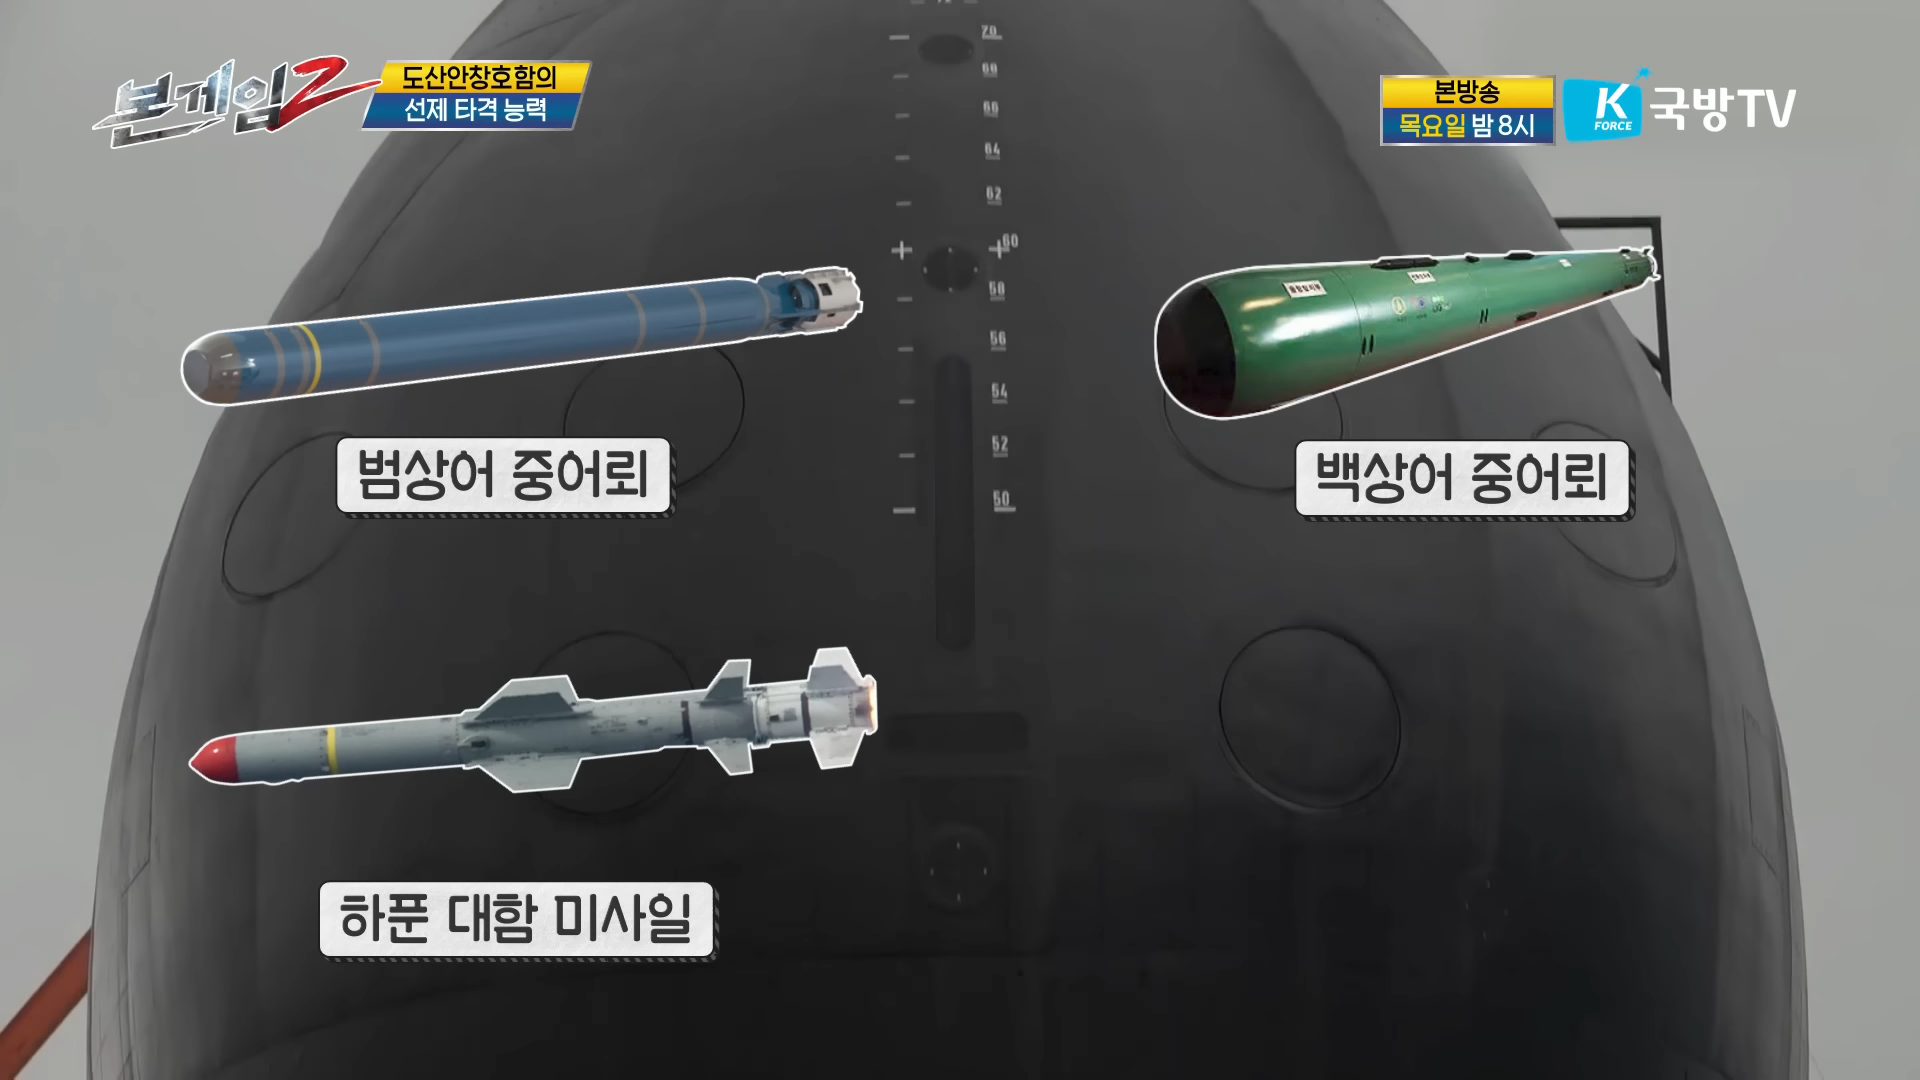 본게임2
도산안창호함의
선제 타격 능력
본방송
목요일 밤 8시
K
FORCE
국방TV
70
68
66
64
62
60
58
56
54
52
50
범상어 중어뢰
백상어 중어뢰
하푼 대함 미사일